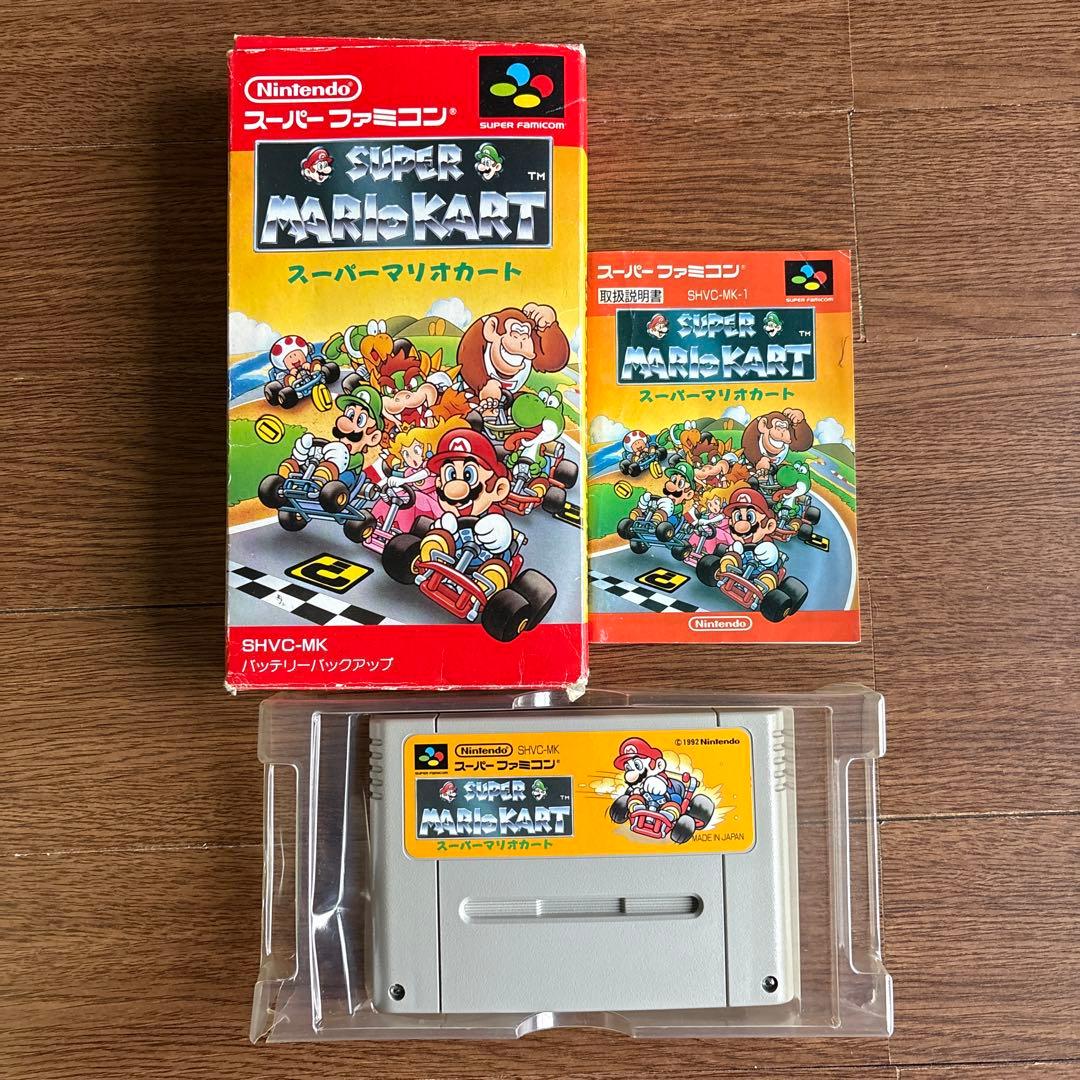 Nintendo
スーパーファミコン®
SUPER FAMICOM
SUPER
MARIO KART
TM
スーパーマリオカート
SHVC-MK
バッテリーバックアップ
スーパーファミコン®
取扱説明書 SHVC-MK-1
SUPER FAMICOM
SUPER
MARIO KART
TM
スーパーマリオカート
Nintendo
SUPER FAMICOM
Nintendo SHVC-MK
スーパーファミコン®
SUPER
MARIO KART
TM
スーパーマリオカート
©1992 Nintendo
MADE IN JAPAN